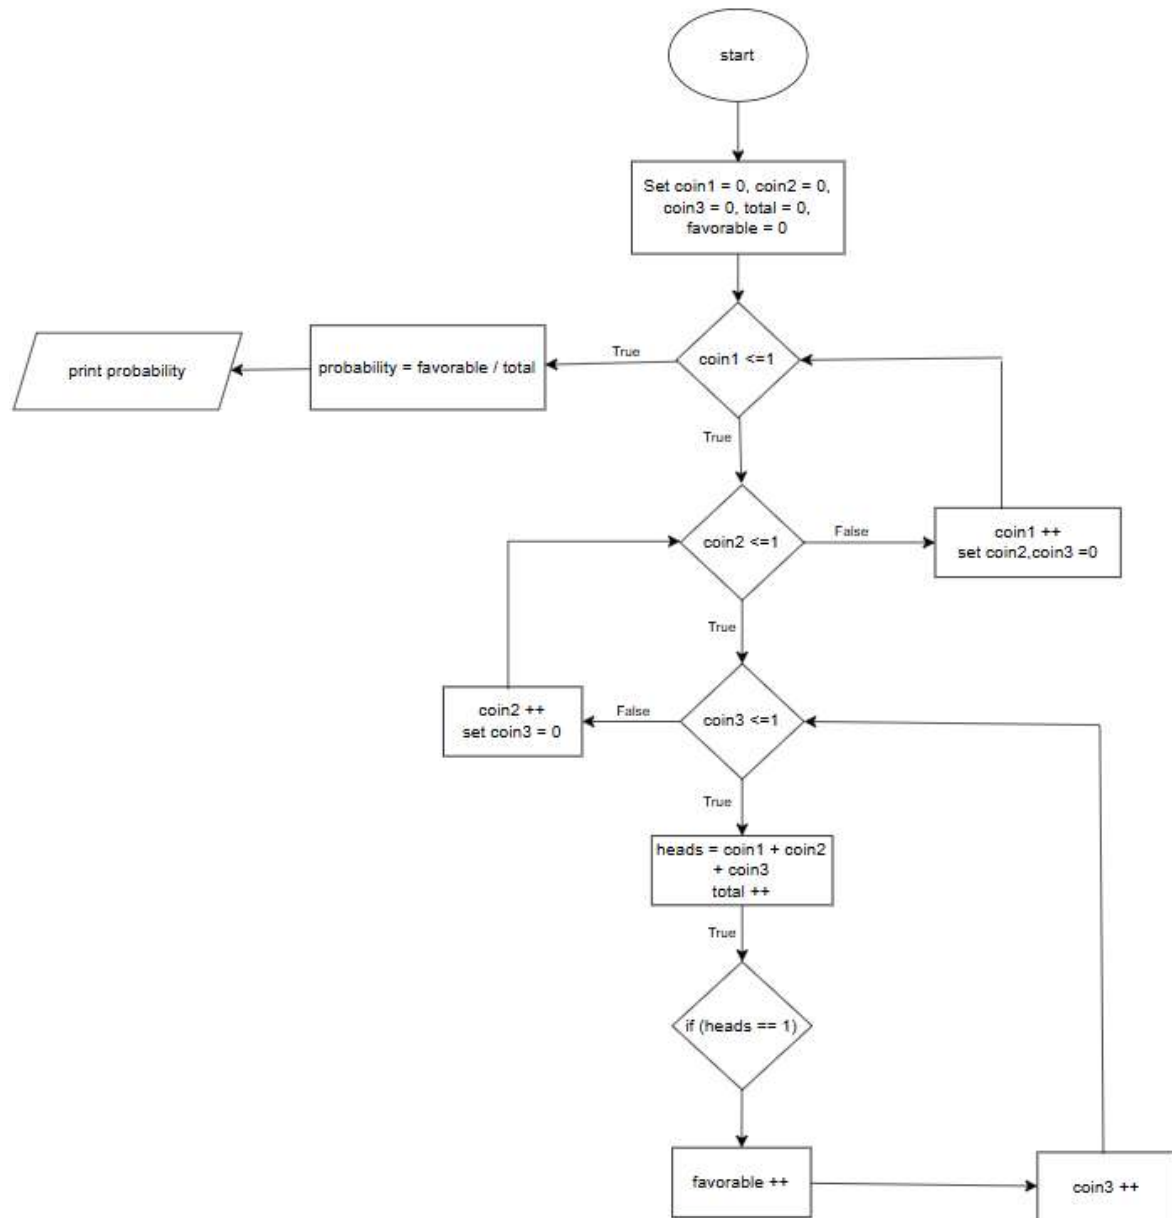 start
Set coin1 = 0, coin2 = 0,
coin3 = 0, total = 0,
favorable = 0
print probability
probability = favorable / total
True
coin1 <=1
True
coin2 <=1
False
coin1 ++
set coin2,coin3 =0
True
coin2 ++
set coin3 = 0
False
coin3 <=1
True
heads = coin1 + coin2
+ coin3
total ++
True
if (heads == 1)
favorable ++
coin3 ++